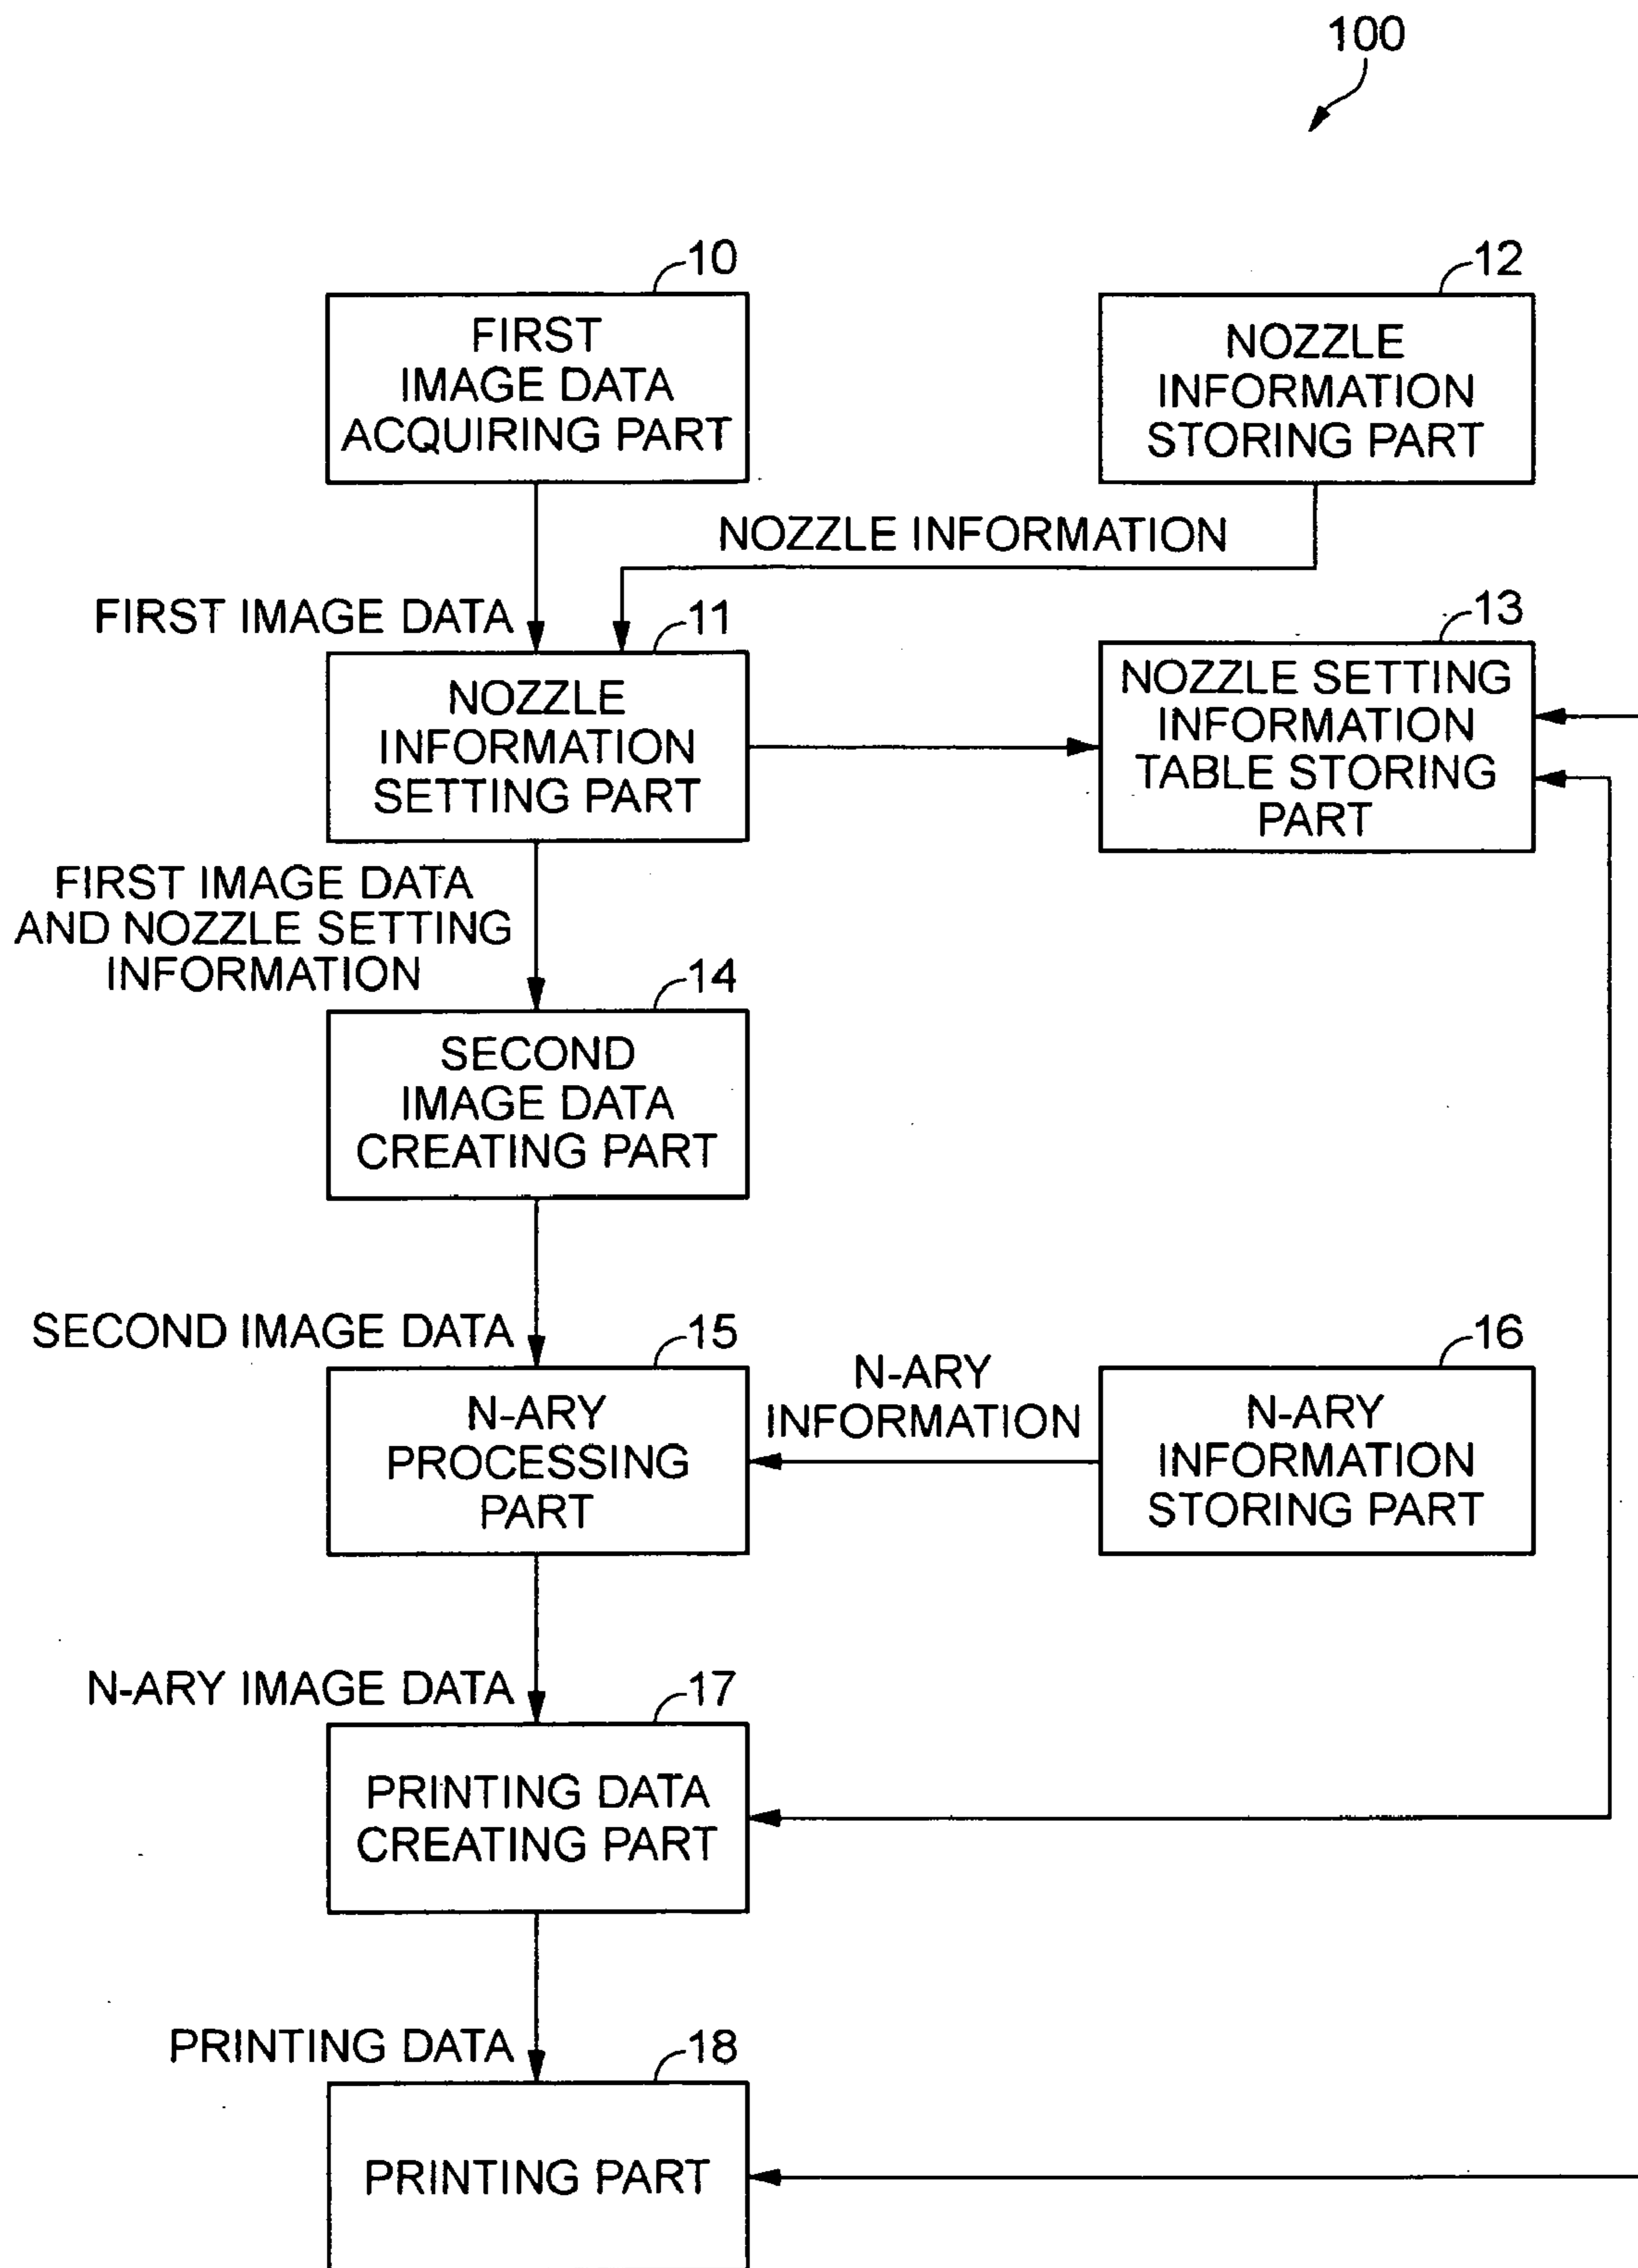 100
10
FIRST
IMAGE DATA
ACQUIRING PART
12
NOZZLE
INFORMATION
STORING PART
NOZZLE INFORMATION
FIRST IMAGE DATA
11
NOZZLE
INFORMATION
SETTING PART
13
NOZZLE SETTING
INFORMATION
TABLE STORING
PART
FIRST IMAGE DATA
AND NOZZLE SETTING
INFORMATION
14
SECOND
IMAGE DATA
CREATING PART
SECOND IMAGE DATA
15
N-ARY
PROCESSING
PART
N-ARY
INFORMATION
16
N-ARY
INFORMATION
STORING PART
N-ARY IMAGE DATA
17
PRINTING DATA
CREATING PART
PRINTING DATA
18
PRINTING PART